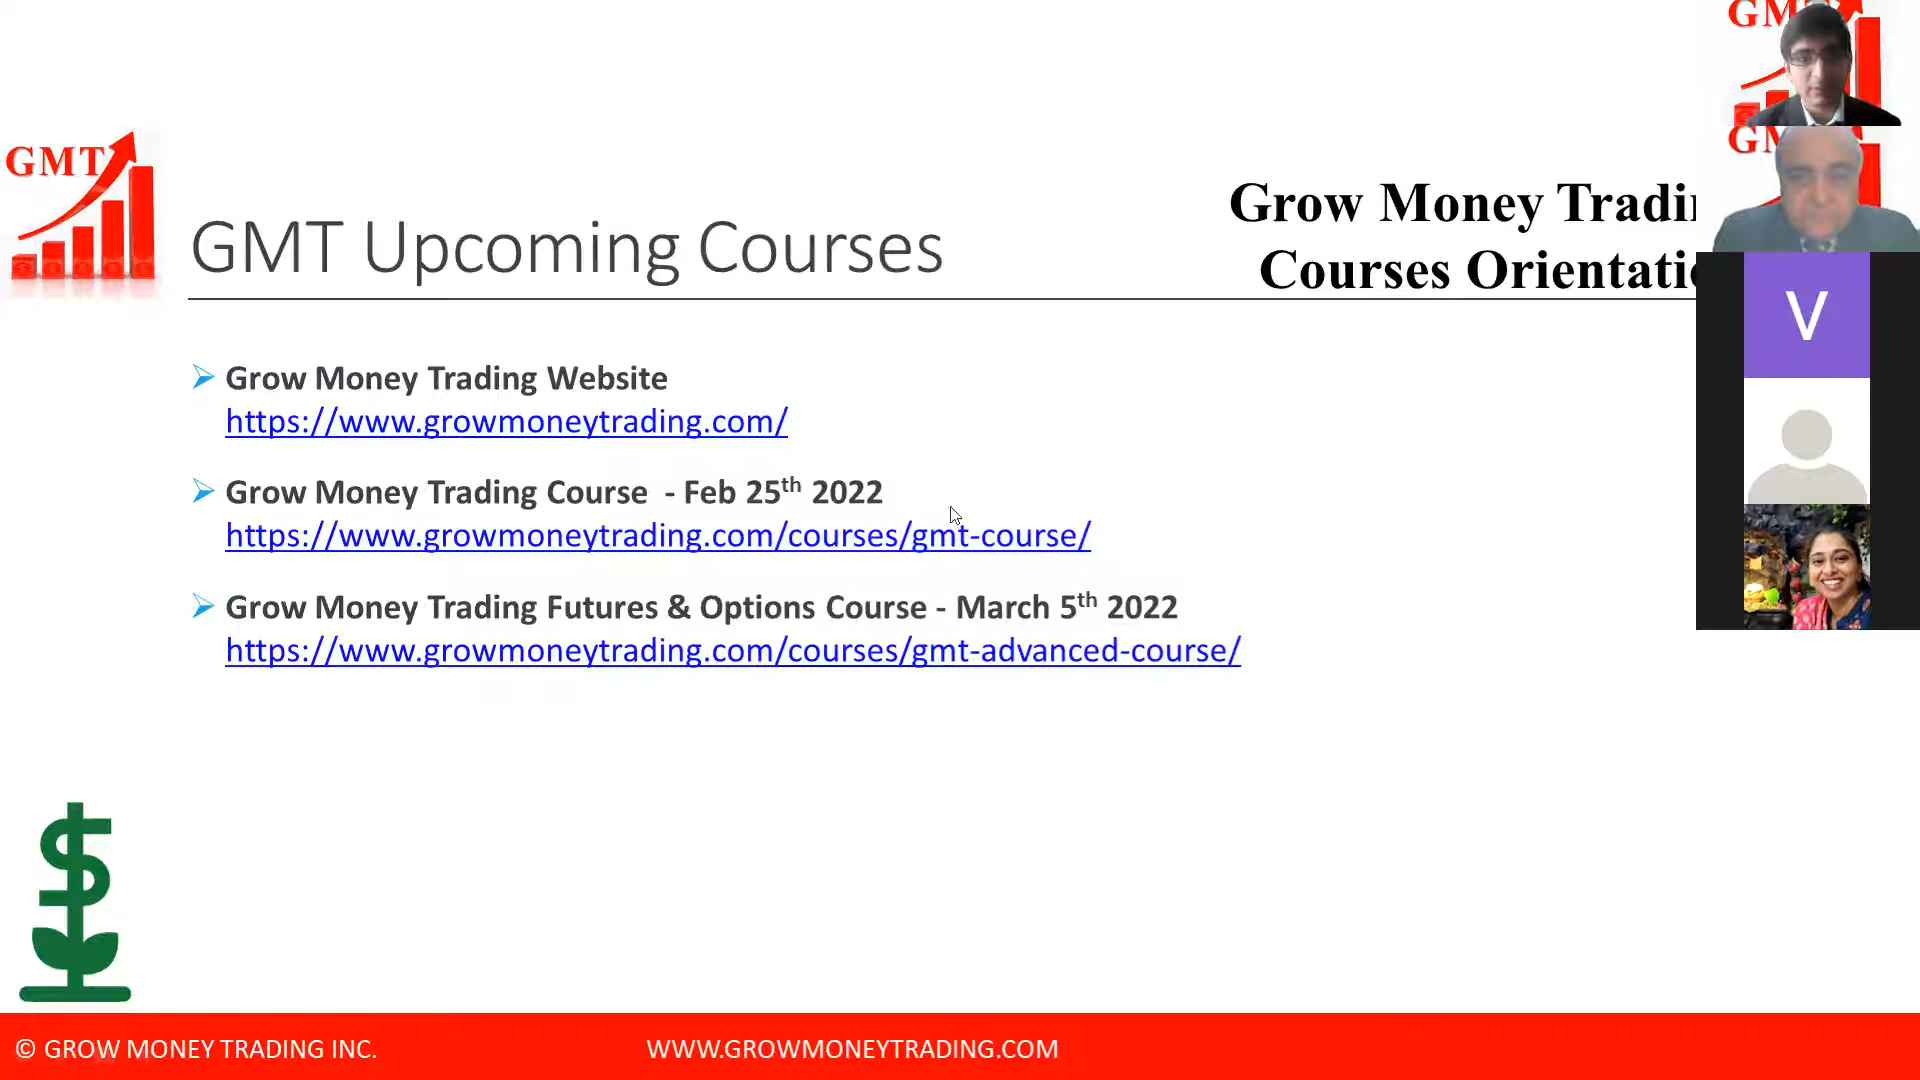 GMT
GMT Upcoming Courses
Grow Money Tradin
Courses Orientatio
Grow Money Trading Website
https://www.growmoneytrading.com/
Grow Money Trading Course - Feb 25th 2022
https://www.growmoneytrading.com/courses/gmt-course/
Grow Money Trading Futures & Options Course - March 5th 2022
https://www.growmoneytrading.com/courses/gmt-advanced-course/
V
© GROW MONEY TRADING INC.
WWW.GROWMONEYTRADING.COM